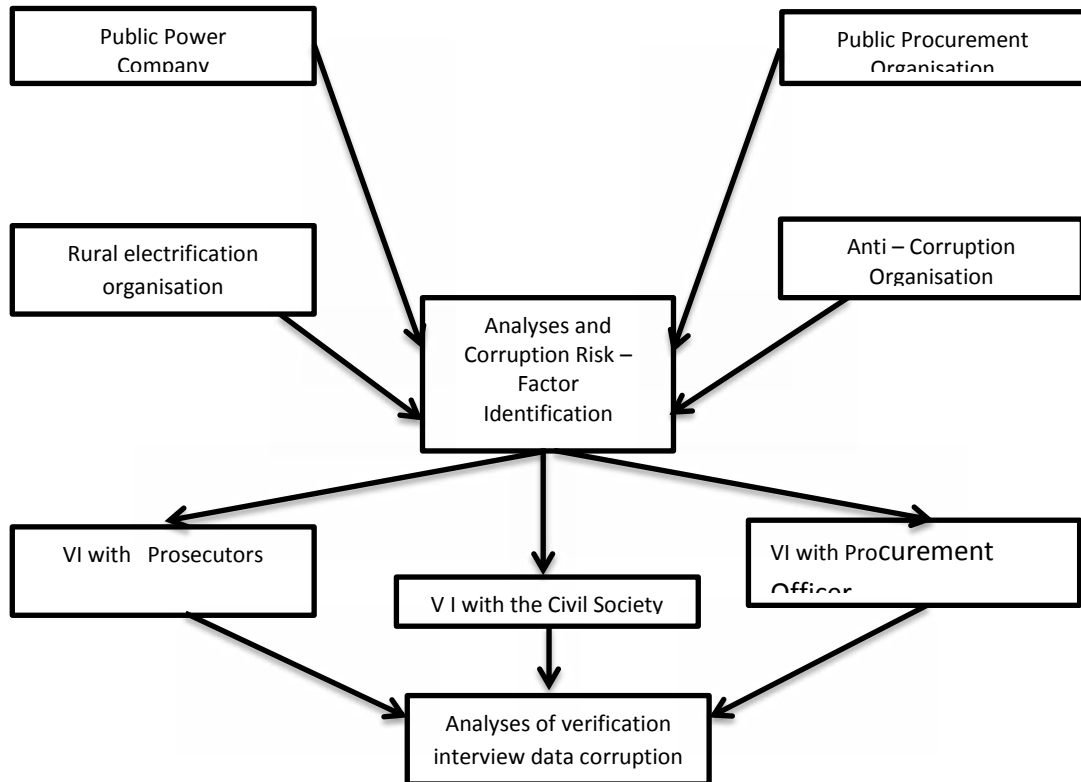 Public Power
Company
Public Procurement
Organisation
Rural electrification
organisation
Anti – Corruption
Organisation
Analyses and
Corruption Risk –
Factor
Identification
VI with Prosecutors
V I with the Civil Society
VI with Procurement
Officer
Analyses of verification
interview data corruption